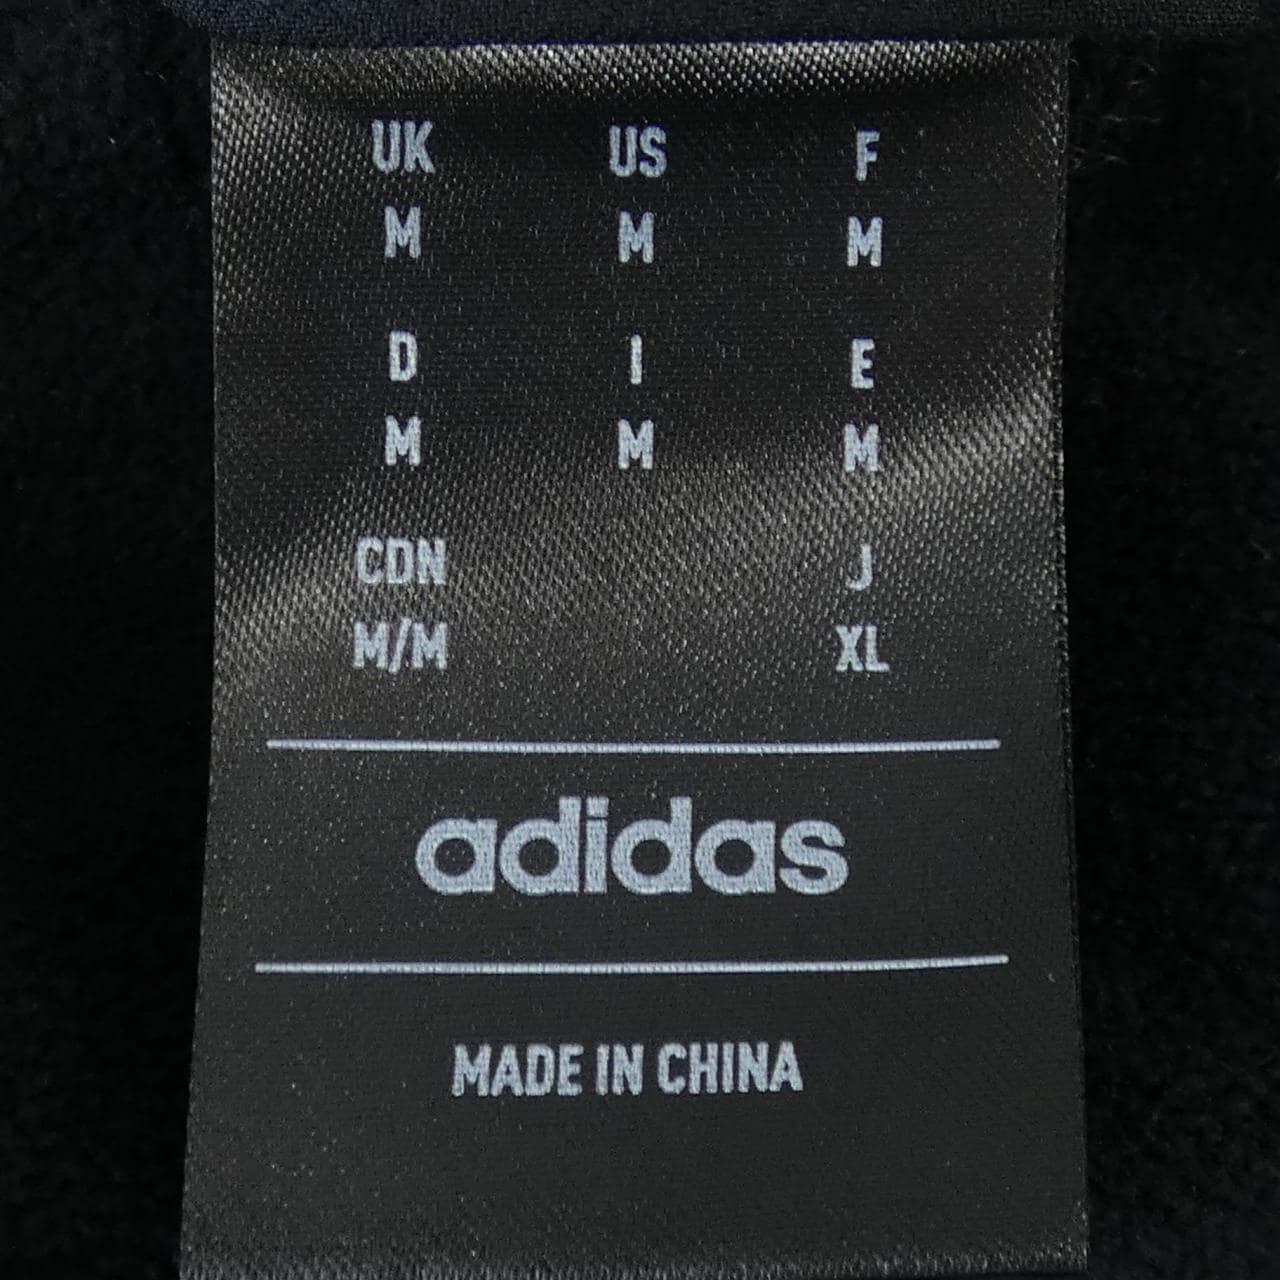 UK US F
M M M
D I E
M M M
CDN J
M/M XL
adidas
MADE IN CHINA